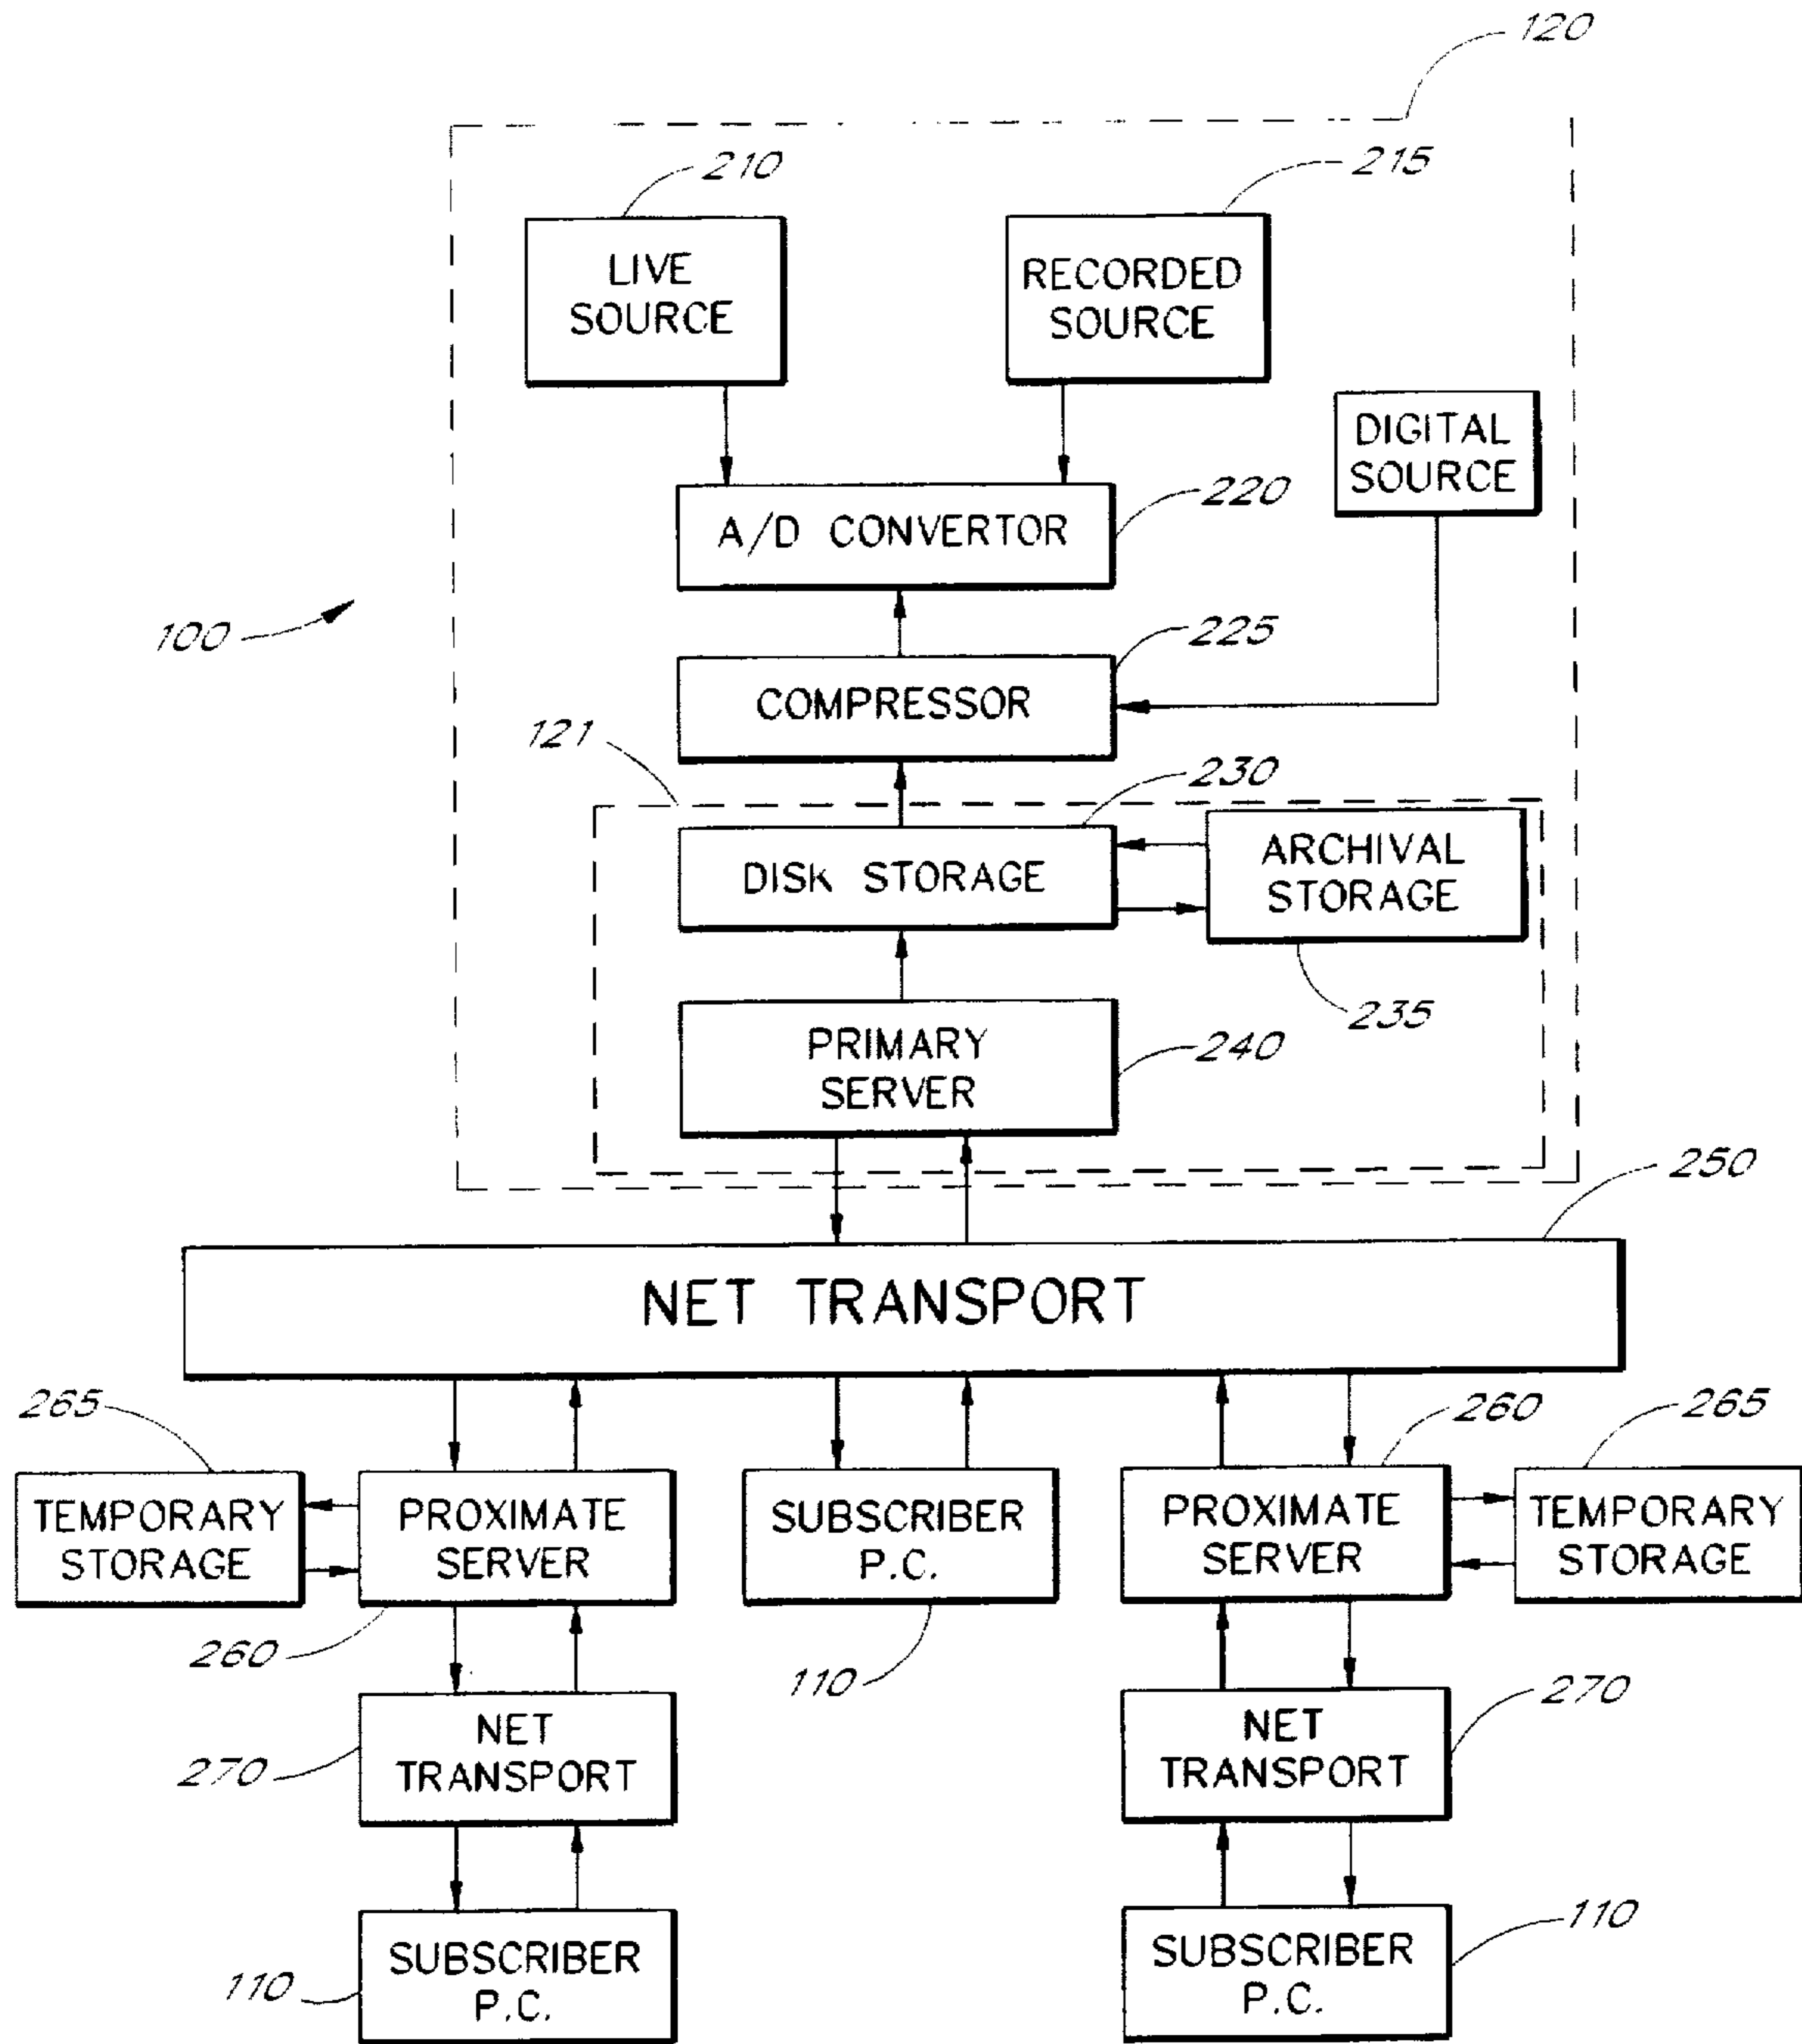 120
210
215
LIVE
SOURCE
RECORDED
SOURCE
DIGITAL
SOURCE
220
A/D CONVERTOR
100
225
COMPRESSOR
121
230
DISK STORAGE
ARCHIVAL
STORAGE
235
PRIMARY
SERVER
240
250
NET TRANSPORT
265
260
265
TEMPORARY
STORAGE
PROXIMATE
SERVER
SUBSCRIBER
P.C.
PROXIMATE
SERVER
TEMPORARY
STORAGE
260
110
270
NET
TRANSPORT
270
NET
TRANSPORT
110
SUBSCRIBER
P.C.
110
SUBSCRIBER
P.C.